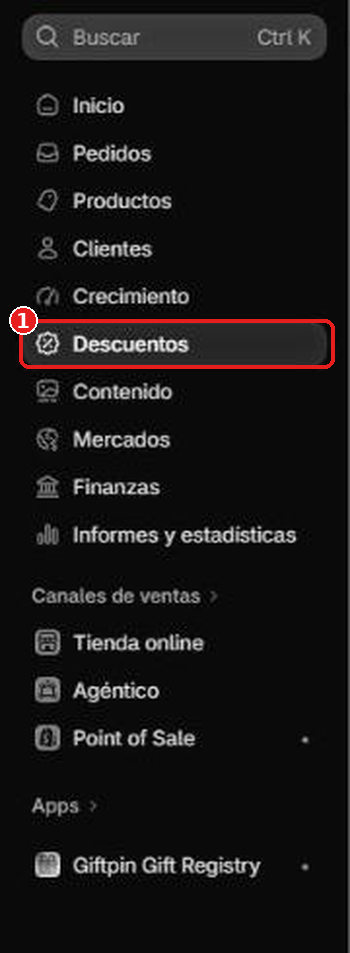 Buscar Ctrl K
Inicio
Pedidos
Productos
Clientes
Crecimiento
1
Descuentos
Contenido
Mercados
Finanzas
Informes y estadísticas
Canales de ventas >
Tienda online
Agéntico
Point of Sale
Apps >
Giftpin Gift Registry